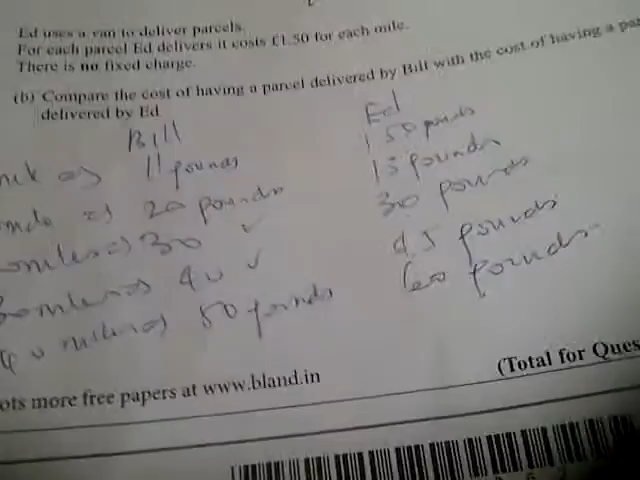 Ed uses a van to deliver parcels.
For each parcel Ed delivers it costs £1.50 for each mile.
There is no fixed charge.
(b) Compare the cost of having a parcel delivered by Bill with the cost of having a
delivered by Ed
Bill Ed
11 pounds 1 50 pounds
20 pounds 15 pounds
30 30 pounds
40 45 pounds
40 miles 50 pounds 60 pounds
(Total for Ques
ots more free papers at www.bland.in